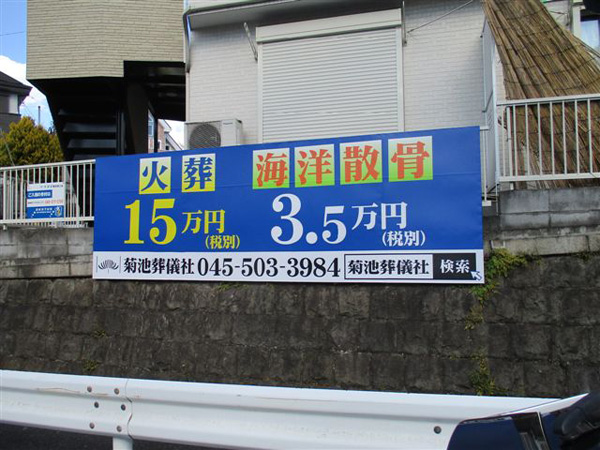 火葬 海洋散骨
15万円(税別) 3.5万円(税別)
菊池葬儀社 045-503-3984 菊池葬儀社 検索